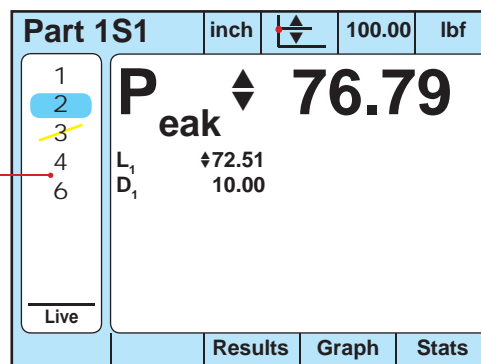 Part 1S1 inch 100.00 lbf
1
2
3
4
6
Live
Peak 76.79
L1 72.51
D1 10.00
Results Graph Stats